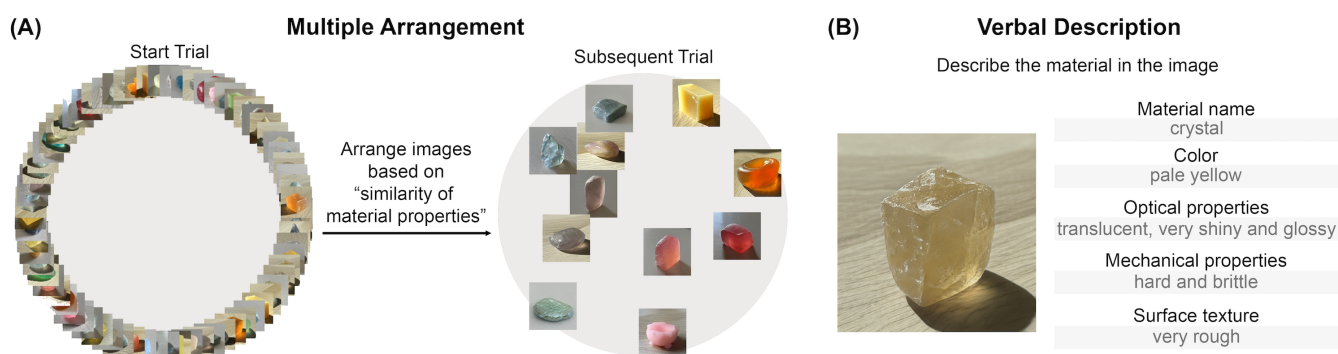 (A)
Multiple Arrangement
Start Trial
Arrange images
based on
“similarity of
material properties”
Subsequent Trial
(B)
Verbal Description
Describe the material in the image
Material name
crystal
Color
pale yellow
Optical properties
translucent, very shiny and glossy
Mechanical properties
hard and brittle
Surface texture
very rough